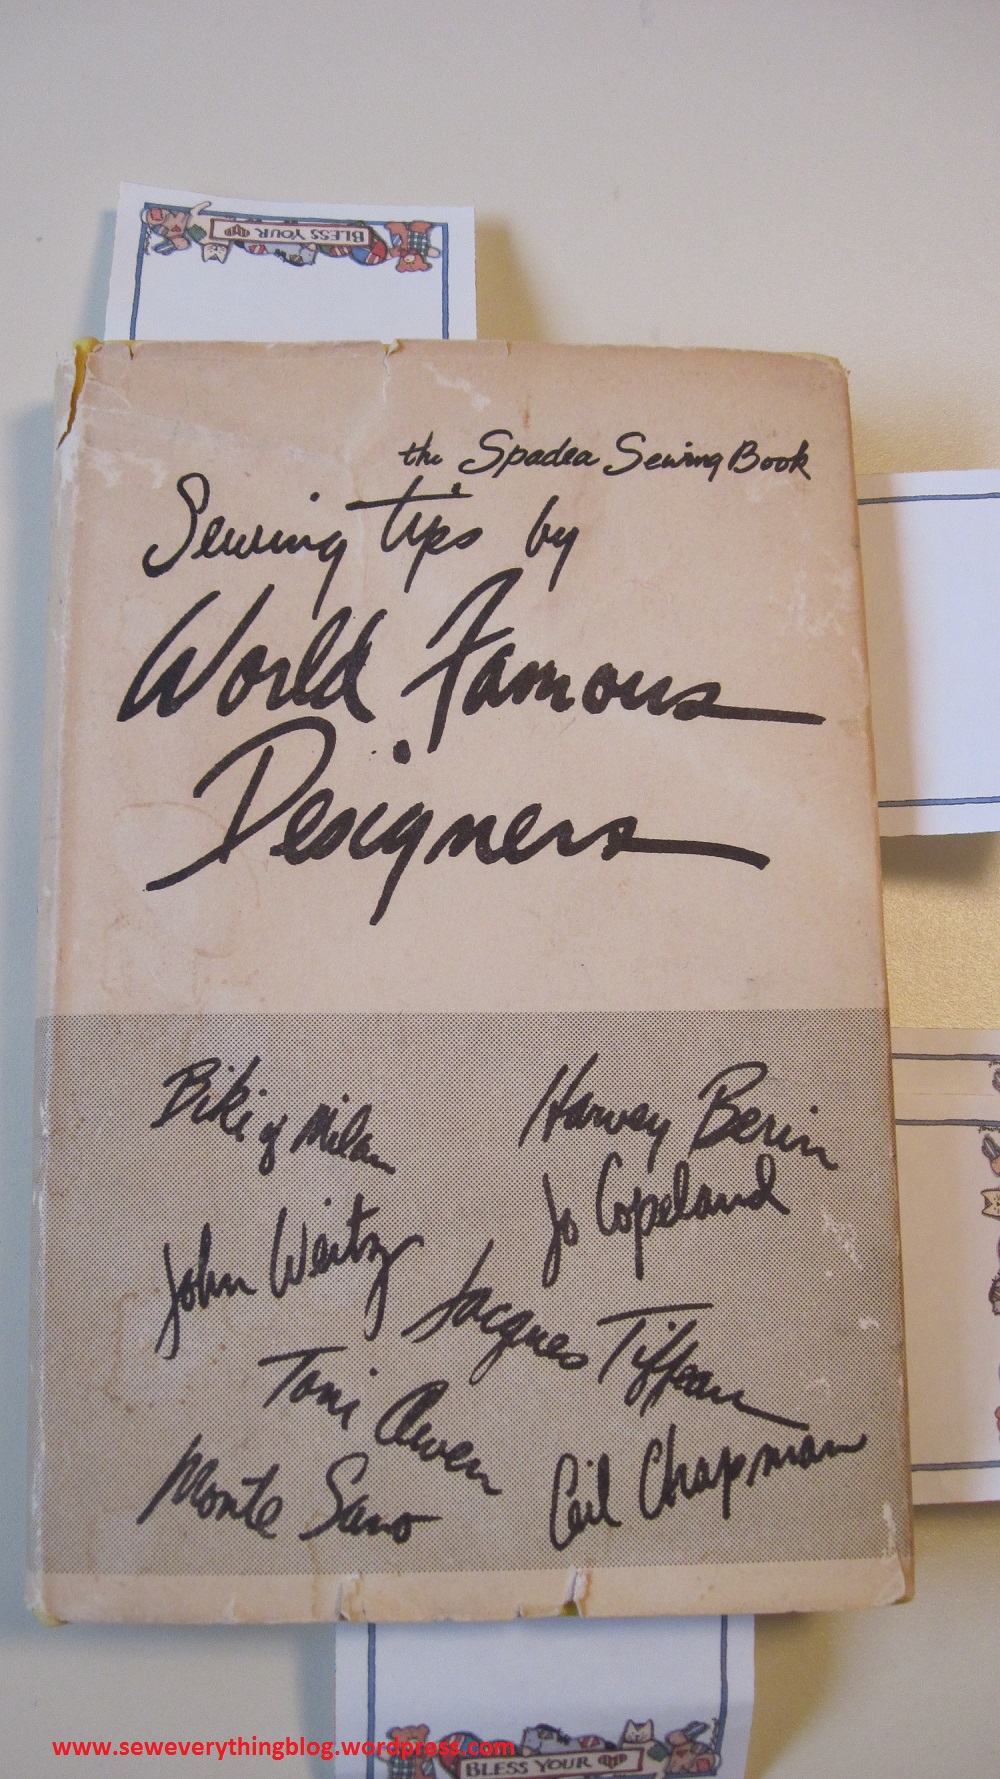 BLESS YOUR
the Spadea Sewing Book
Sewing tips by
World Famous
Designers
Biki of Milan
Harvey Berin
Jo Copeland
John Weitz
Jacques Tiffeau
Toni Owen
Monte Sano
Ceil Chapman
BLESS YOUR
www.seweverythingblog.wordpress.com